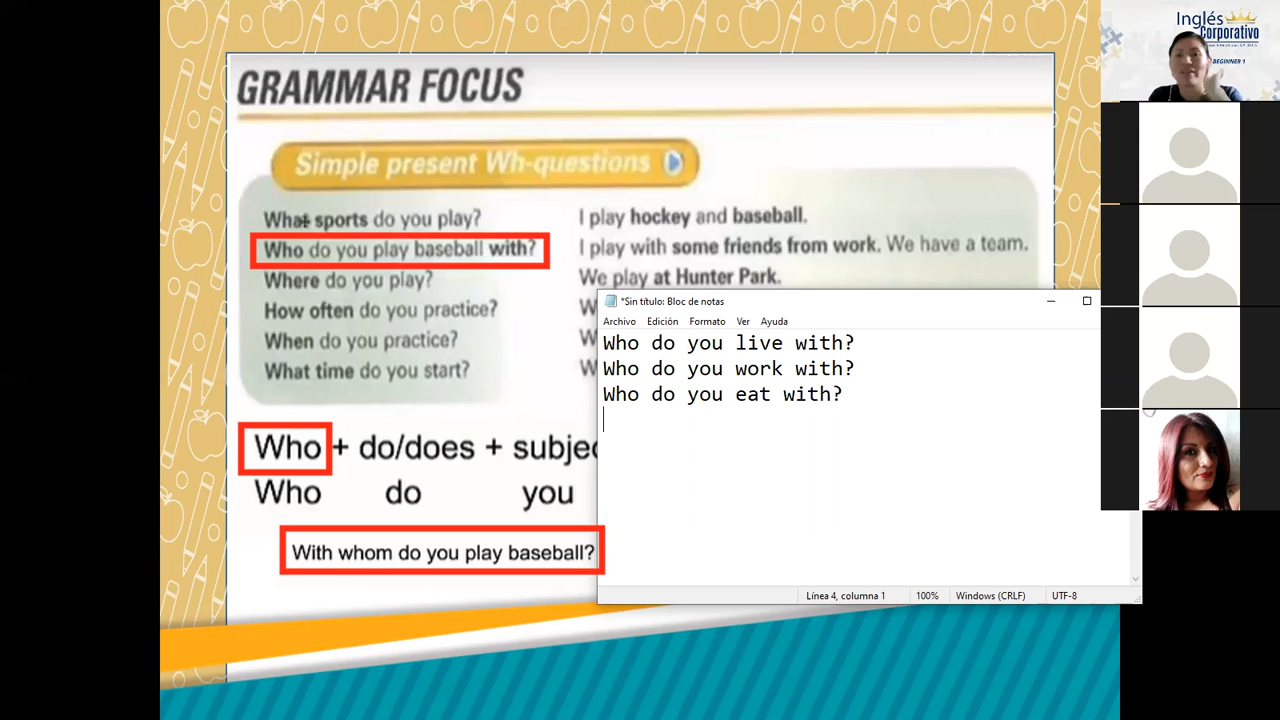 GRAMMAR FOCUS
Simple present Wh-questions
What sports do you play? I play hockey and baseball.
Who do you play baseball with? I play with some friends from work. We have a team.
Where do you play? We play at Hunter Park.
How often do you practice? W
When do you practice? W
What time do you start? W
Who + do/does + subjec
Who do you
With whom do you play baseball?
*Sin título: Bloc de notas
Archivo Edición Formato Ver Ayuda
Who do you live with?
Who do you work with?
Who do you eat with?
Línea 4, columna 1 100% Windows (CRLF) UTF-8
Inglés
Corporativo
BEGINNER 1